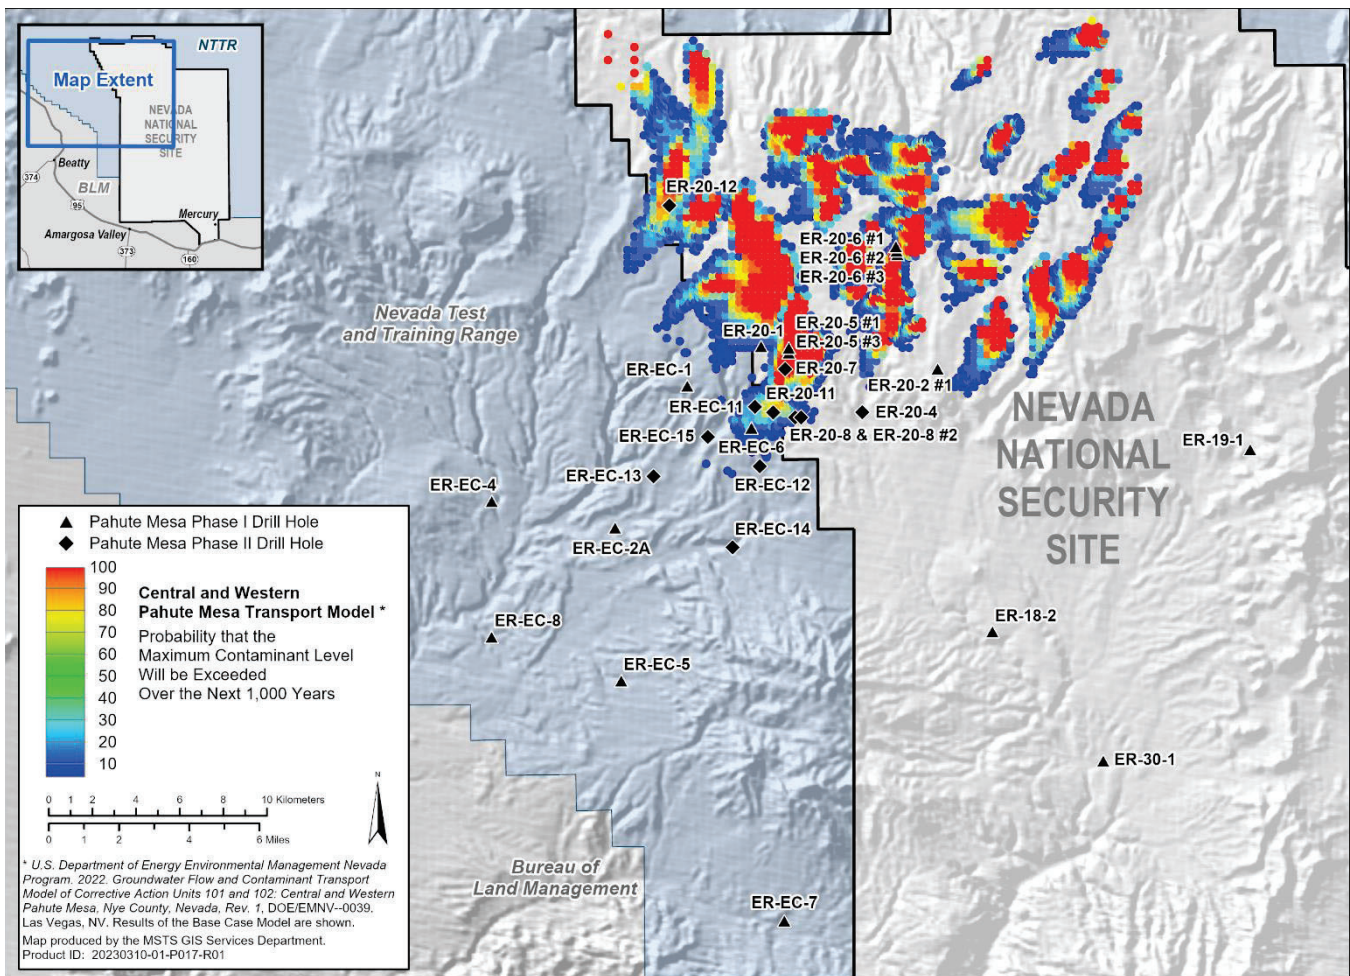 NTTR
Map Extent
NEVADA
NATIONAL
SECURITY
SITE
Beatty
374
BLM
95
Mercury
Amargosa Valley
373
160
ER-20-12
ER-20-6 #1
ER-20-6 #2
ER-20-6 #3
Nevada Test
and Training Range
ER-20-1
ER-20-5 #1
ER-20-5 #3
ER-EC-1
ER-20-7
ER-20-2 #1
ER-EC-11
ER-20-11
ER-20-4
ER-EC-15
ER-20-8 & ER-20-8 #2
ER-EC-6
NEVADA
NATIONAL
SECURITY
SITE
ER-19-1
ER-EC-13
ER-EC-12
ER-EC-4
ER-EC-14
ER-EC-2A
ER-EC-8
ER-18-2
ER-EC-5
ER-30-1
Bureau of
Land Management
ER-EC-7
Pahute Mesa Phase I Drill Hole
Pahute Mesa Phase II Drill Hole
100
90
80
70
60
50
40
30
20
10
Central and Western
Pahute Mesa Transport Model *
Probability that the
Maximum Contaminant Level
Will be Exceeded
Over the Next 1,000 Years
0 1 2 4 6 8 10 Kilometers
0 1 2 4 6 Miles
N
* U.S. Department of Energy Environmental Management Nevada
Program. 2022. Groundwater Flow and Contaminant Transport
Model of Corrective Action Units 101 and 102: Central and Western
Pahute Mesa, Nye County, Nevada, Rev. 1, DOE/EMNV--0039.
Las Vegas, NV. Results of the Base Case Model are shown.
Map produced by the MSTS GIS Services Department.
Product ID: 20230310-01-P017-R01